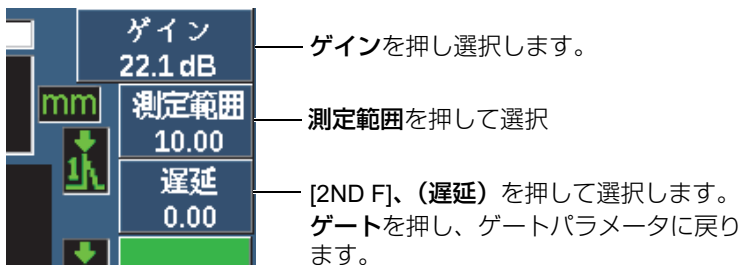 ゲイン
22.1 dB
ゲインを押し選択します。
mm
測定範囲
10.00
測定範囲を押して選択
1
遅延
0.00
[2ND F]、（遅延）を押して選択します。
ゲートを押し、ゲートパラメータに戻り
ます。